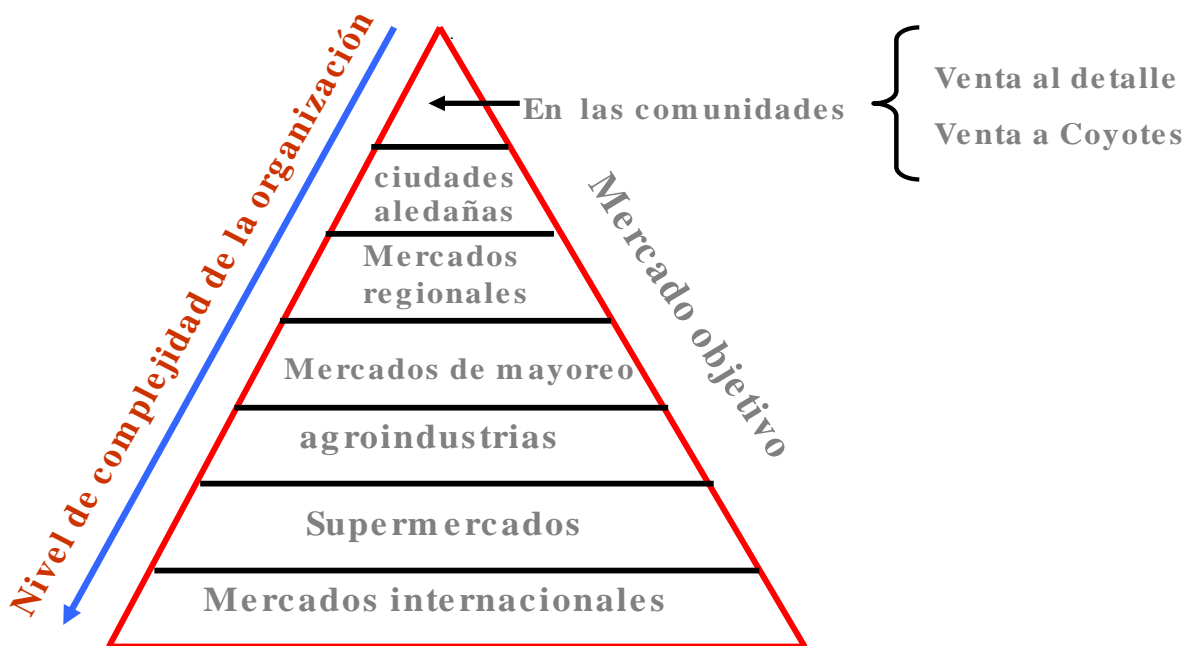 Nivel de complejidad de la organización
En las comunidades
Venta al detalle
Venta a Coyotes
ciudades
aledañas
Mercados
regionales
Mercado objetivo
Mercados de mayoreo
agroindustrias
Supermercados
Mercados internacionales